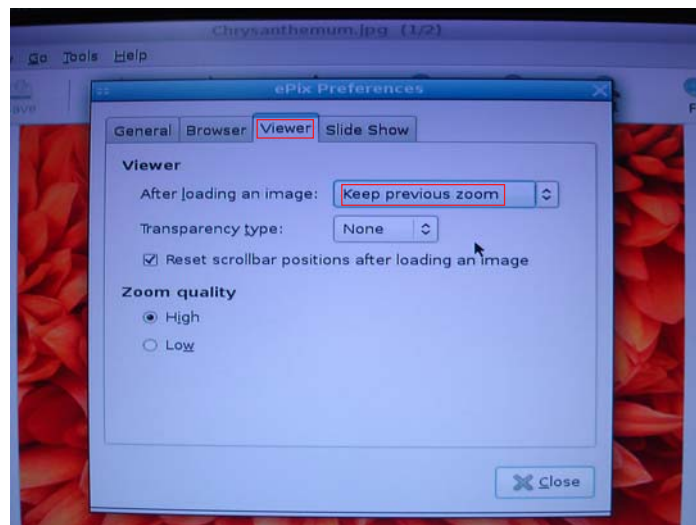 Chrysanthemum.jpg (1/2)
Go Tools Help
ePix Preferences
General Browser Viewer Slide Show
Viewer
After loading an image: Keep previous zoom
Transparency type: None
Reset scrollbar positions after loading an image
Zoom quality
High
Low
Close